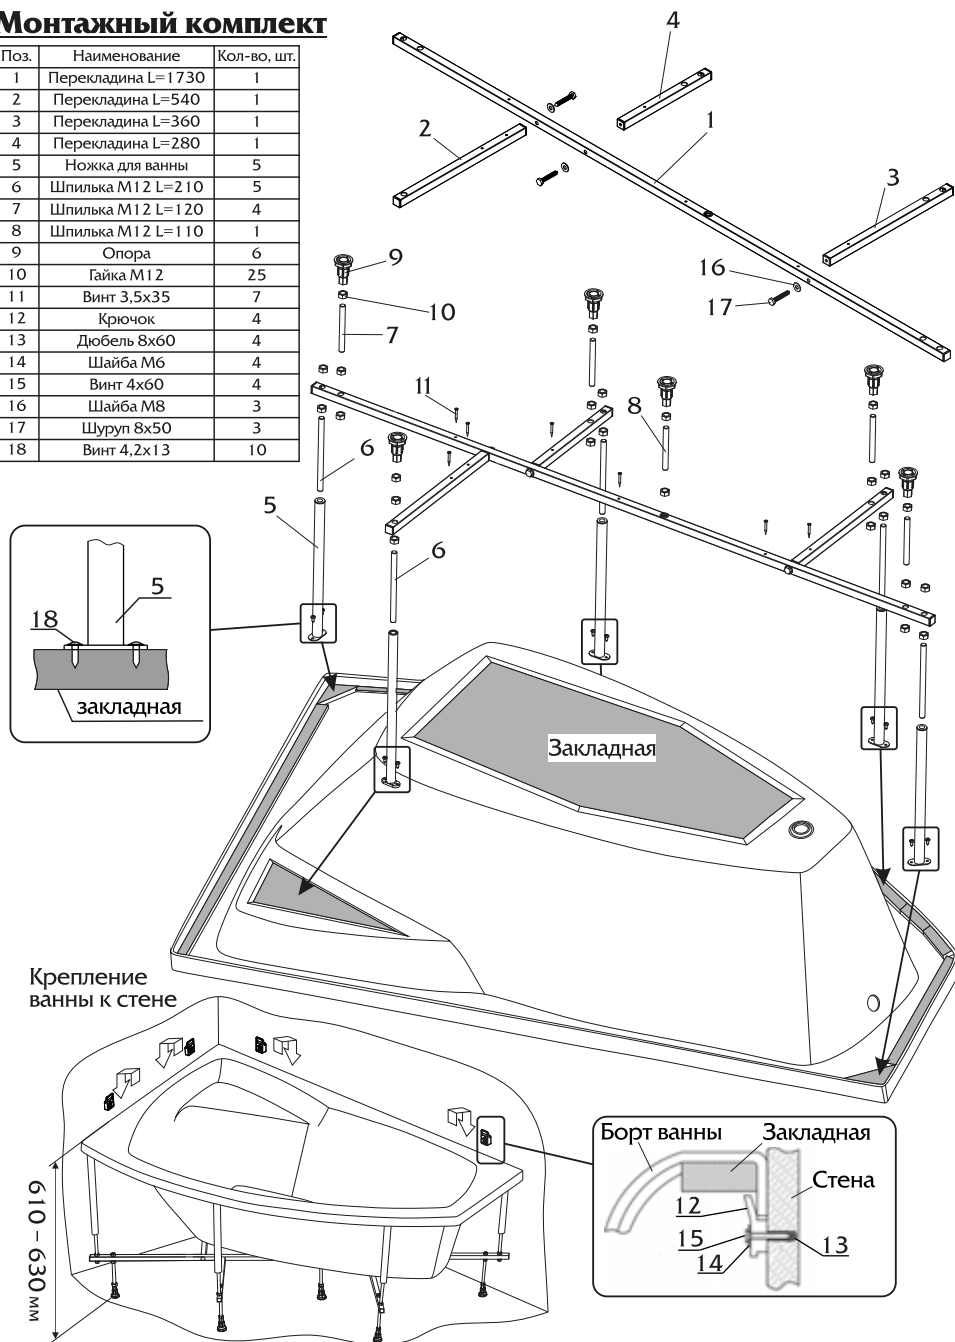 Монтажный комплект
Поз. Наименование Кол-во, шт.
1 Перекладина L=1730 1
2 Перекладина L=540 1
3 Перекладина L=360 1
4 Перекладина L=280 1
5 Ножка для ванны 5
6 Шпилька М12 L=210 5
7 Шпилька М12 L=120 4
8 Шпилька М12 L=110 1
9 Опора 6
10 Гайка М12 25
11 Винт 3,5х35 7
12 Крючок 4
13 Дюбель 8х60 4
14 Шайба М6 4
15 Винт 4х60 4
16 Шайба М8 3
17 Шуруп 8х50 3
18 Винт 4,2х13 10
4
2
1
3
16
17
9
10
7
11
8
6
5
6
5
18
закладная
Закладная
Крепление
ванны к стене
610 – 630 мм
Борт ванны
Закладная
Стена
12
15
14
13